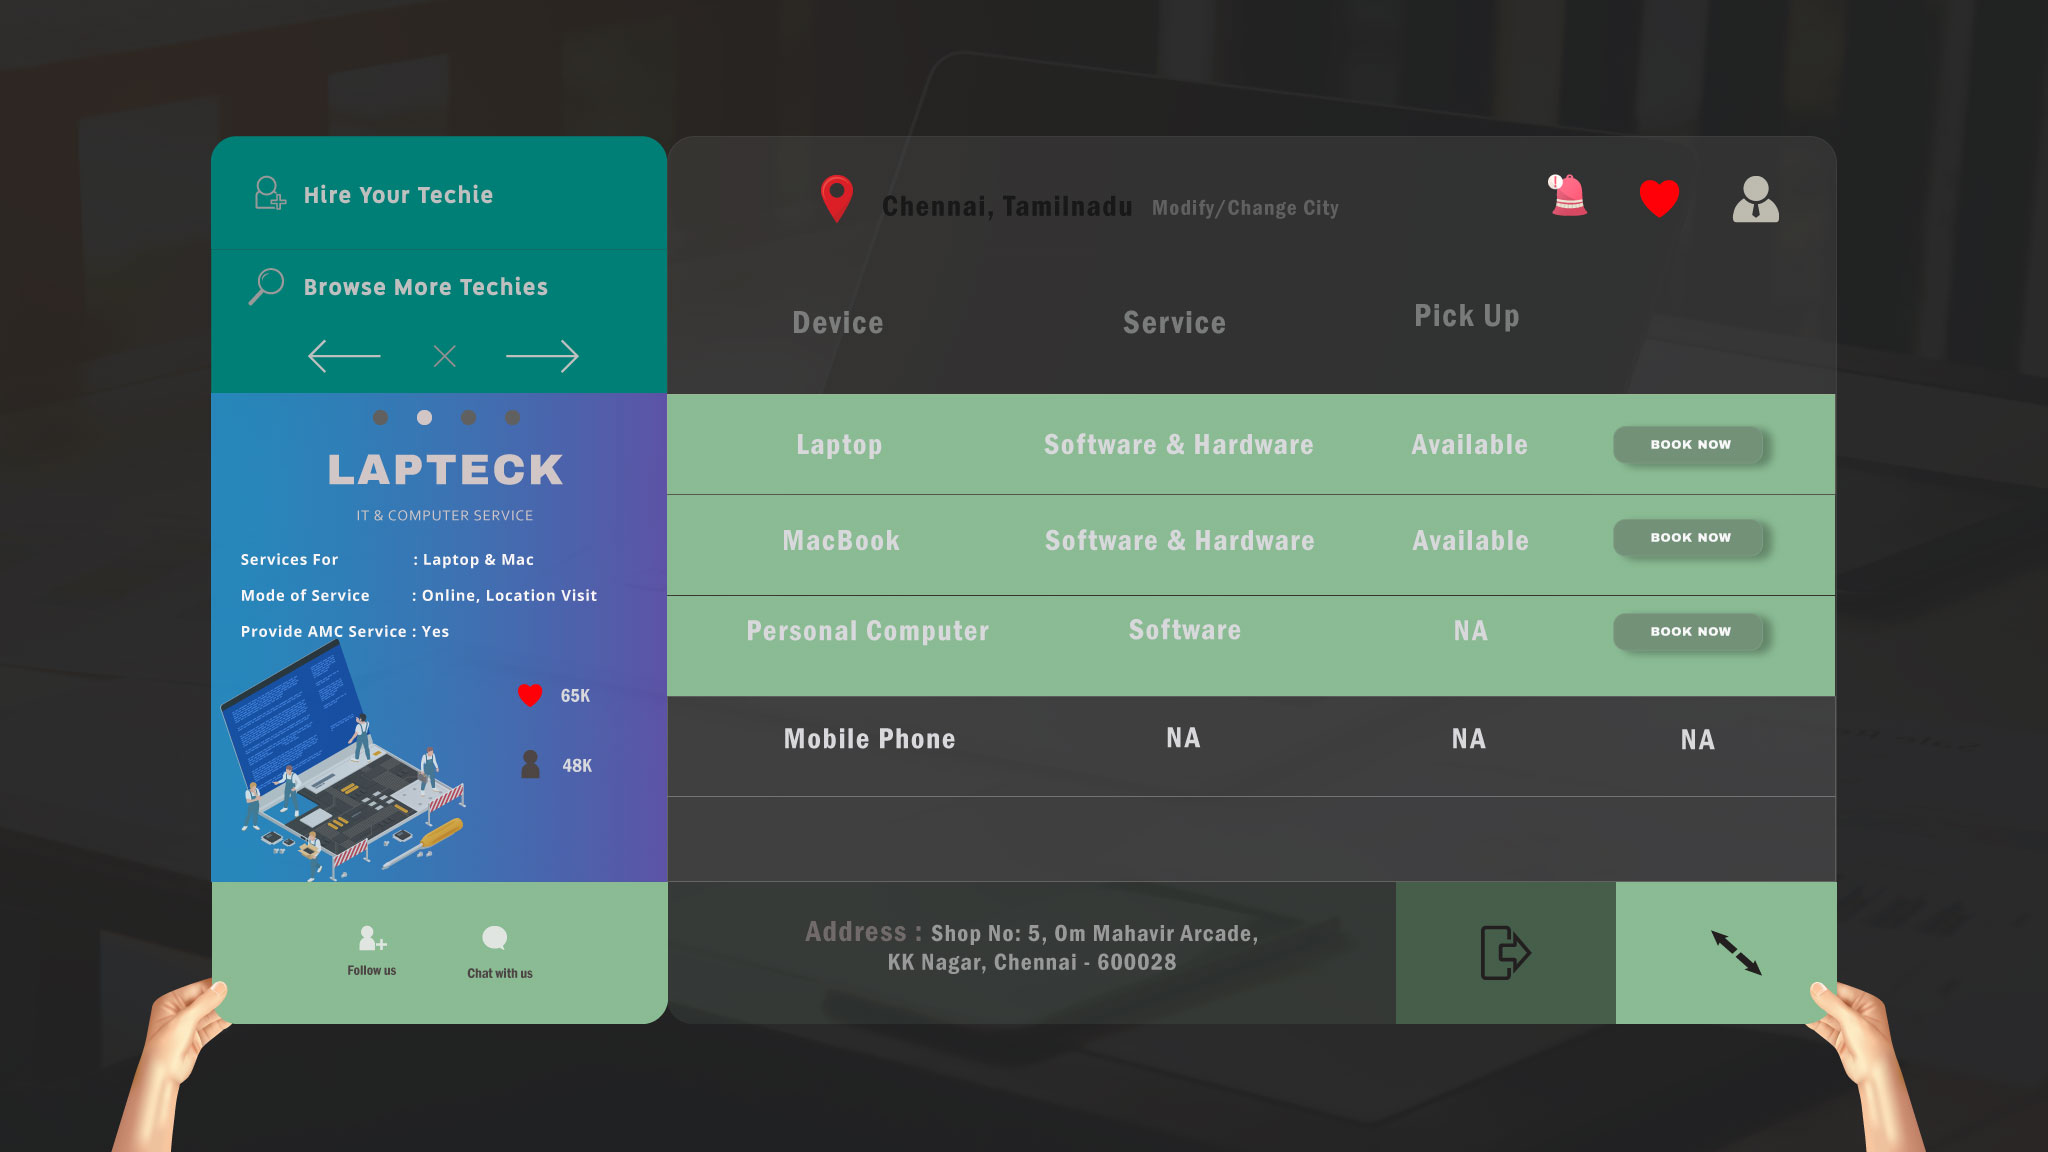 Hire Your Techie
Browse More Techies
LAPTECK
IT & COMPUTER SERVICE
Services For : Laptop & Mac
Mode of Service : Online, Location Visit
Provide AMC Service : Yes
65K
48K
Follow us
Chat with us
Chennai, Tamilnadu Modify/Change City
Device Service Pick Up
Laptop Software & Hardware Available BOOK NOW
MacBook Software & Hardware Available BOOK NOW
Personal Computer Software NA BOOK NOW
Mobile Phone NA NA NA
Address : Shop No: 5, Om Mahavir Arcade,
KK Nagar, Chennai - 600028